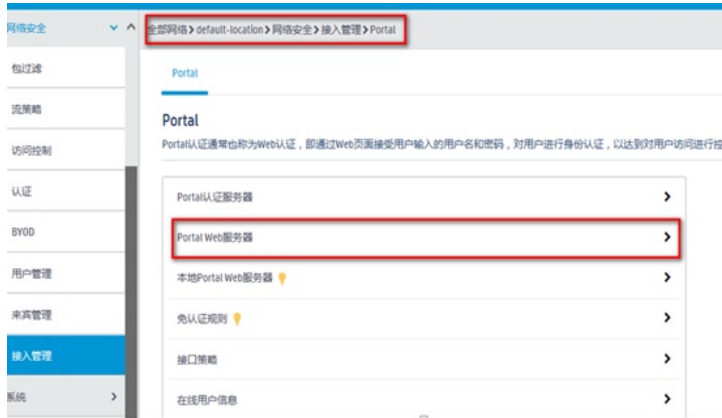 网络安全
全部网络>default-location>网络安全>接入管理>Portal
包过滤
流策略
访问控制
认证
BYOD
用户管理
来宾管理
接入管理
系统
Portal
Portal
Portal认证通常也称为Web认证，即通过Web页面接受用户输入的用户名和密码，对用户进行身份认证，以达到对用户访问进行控
Portal认证服务器
Portal Web服务器
本地Portal Web服务器
免认证规则
接口策略
在线用户信息